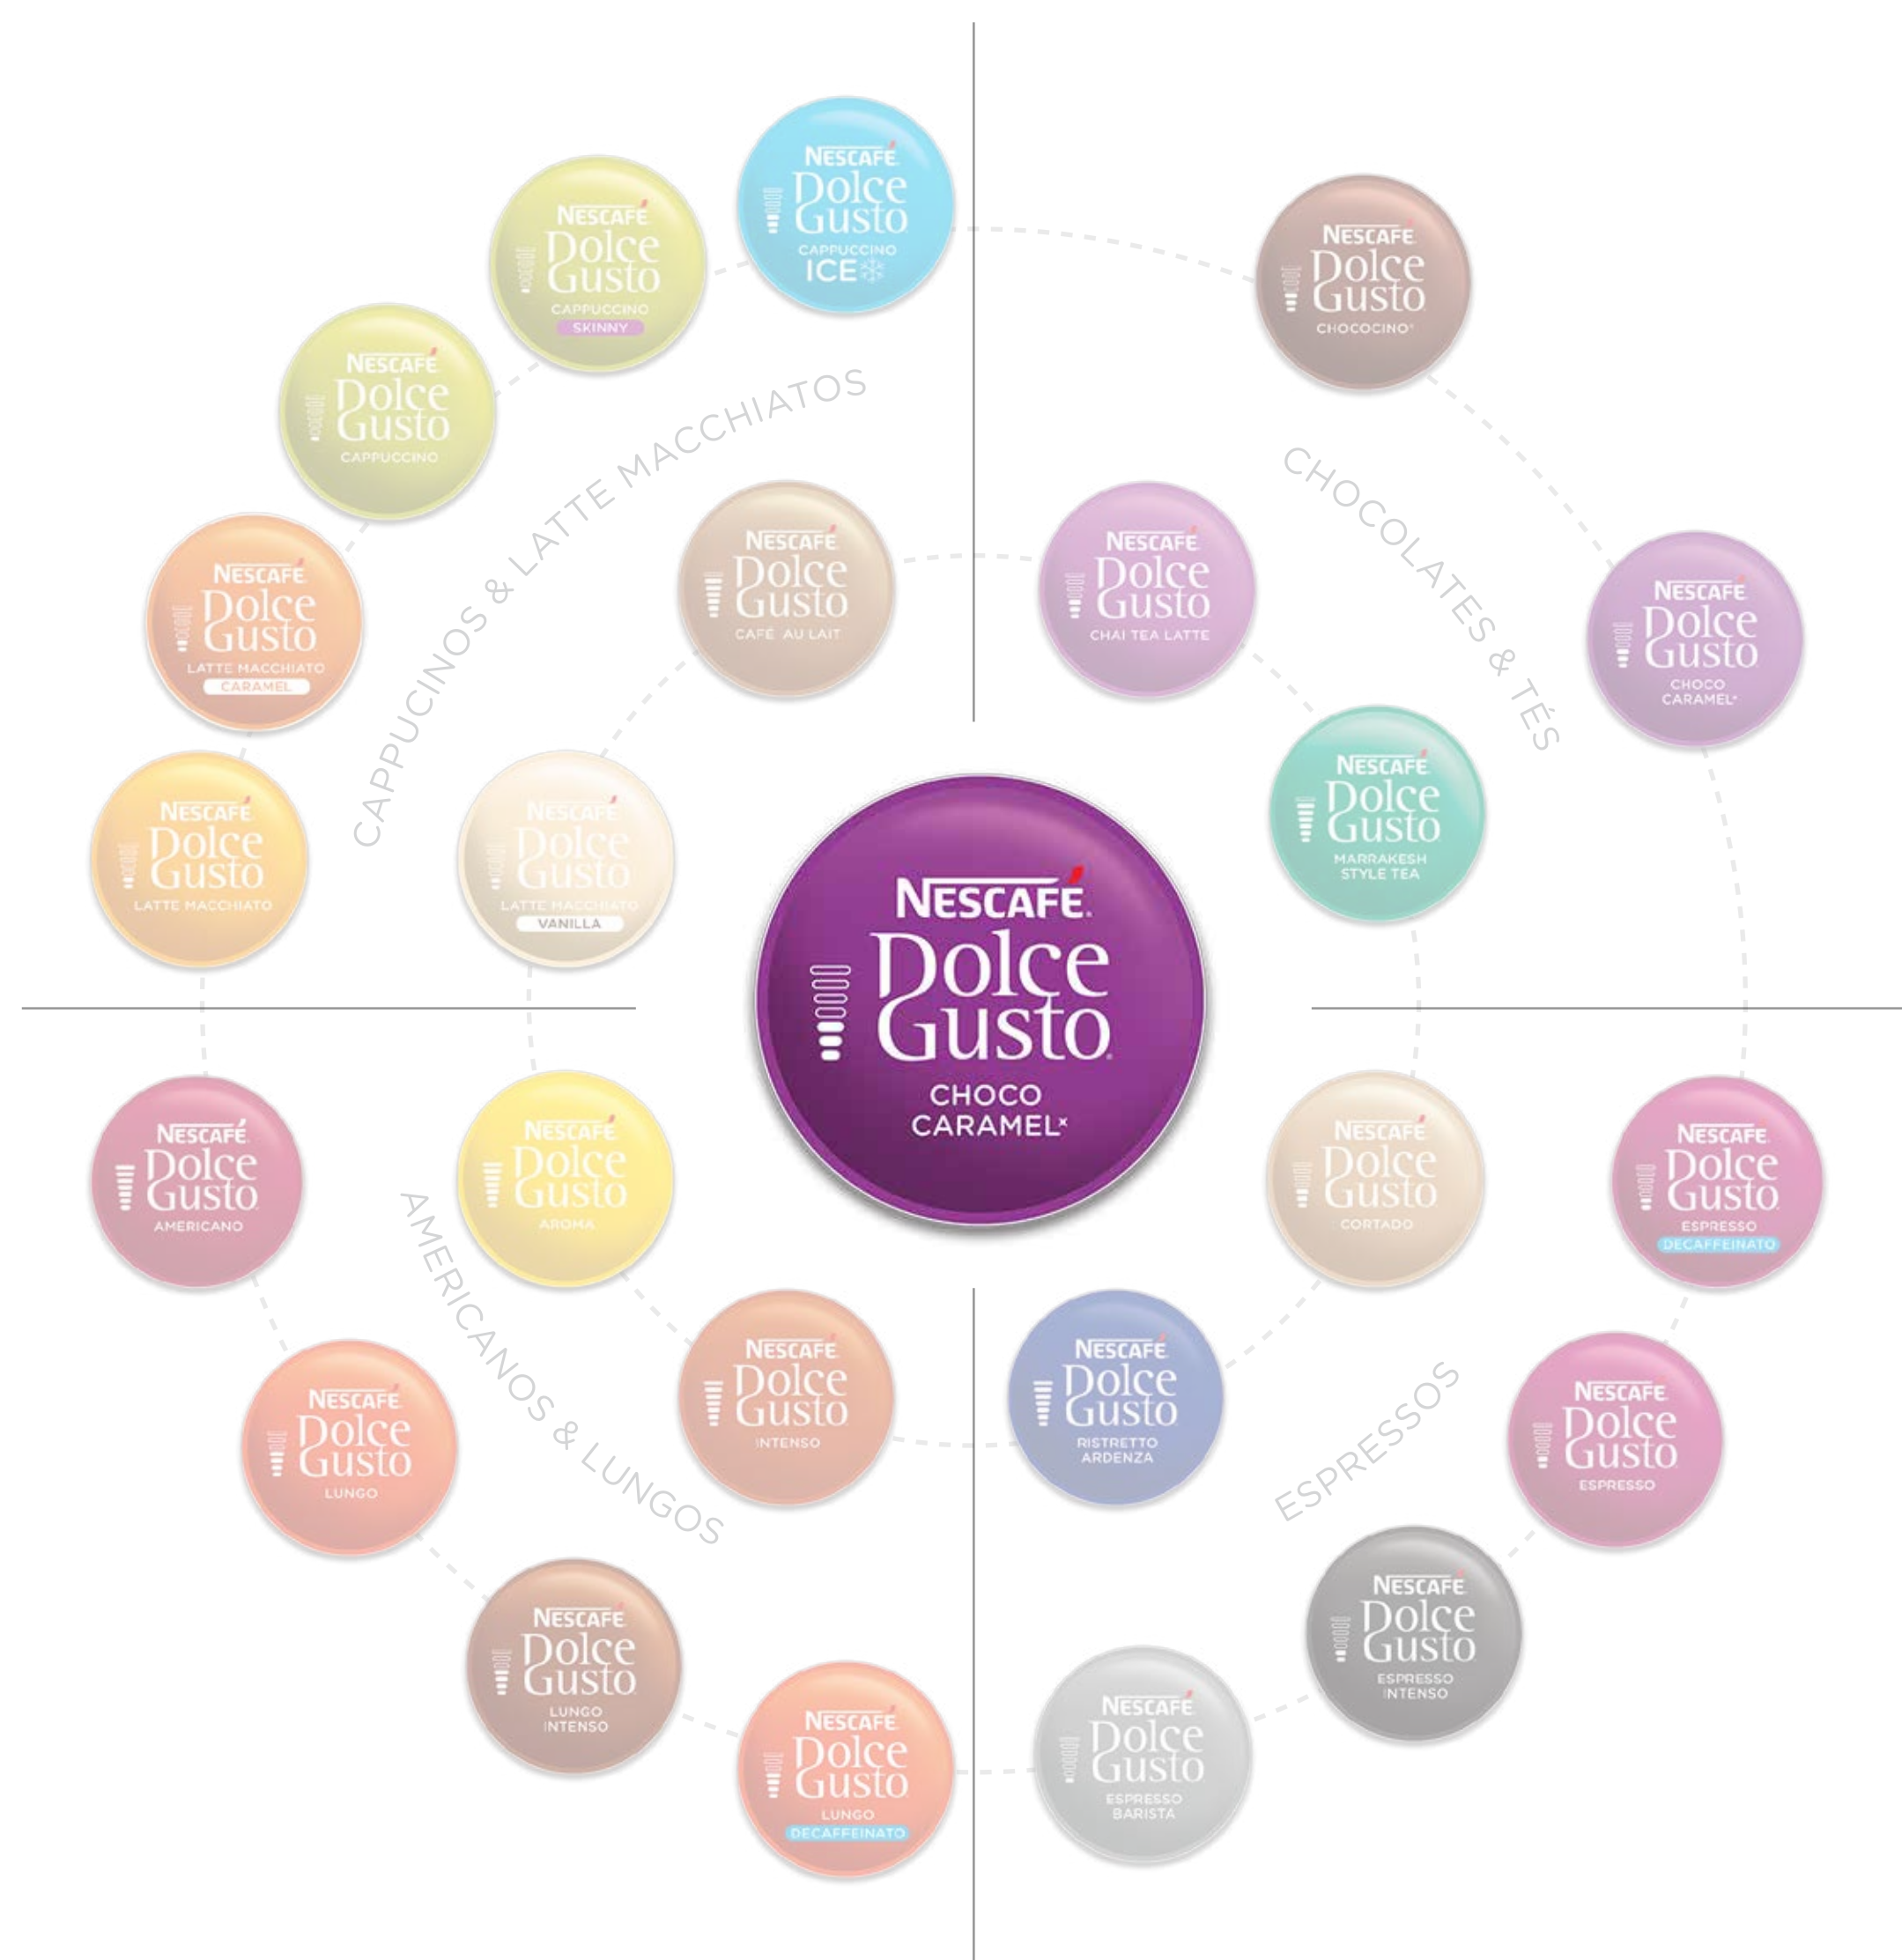 NESCAFÉ
Dolce
Gusto
CAPPUCCINO
ICE
NESCAFÉ
Dolce
Gusto
CAPPUCCINO
SKINNY
NESCAFÉ
Dolce
Gusto
CAPPUCCINO
NESCAFÉ
Dolce
Gusto
LATTE MACCHIATO
CARAMEL
NESCAFÉ
Dolce
Gusto
LATTE MACCHIATO
CAPPUCINOS & LATTE MACCHIATOS
NESCAFÉ
Dolce
Gusto
CAFÉ AU LAIT
NESCAFÉ
Dolce
Gusto
LATTE MACCHIATO
VANILLA
NESCAFÉ
Dolce
Gusto
CHOCOCINO*
CHOCOLATES & TÉS
NESCAFÉ
Dolce
Gusto
CHOCO
CARAMEL*
NESCAFÉ
Dolce
Gusto
CHAI TEA LATTE
NESCAFÉ
Dolce
Gusto
MARRAKESH
STYLE TEA
NESCAFÉ.
Dolce
Gusto
CHOCO
CARAMEL*
NESCAFÉ
Dolce
Gusto
AMERICANO
NESCAFÉ
Dolce
Gusto
AROMA
AMERICANOS & LUNGOS
NESCAFÉ
Dolce
Gusto
INTENSO
NESCAFÉ
Dolce
Gusto
LUNGO
NESCAFÉ
Dolce
Gusto
LUNGO
INTENSO
NESCAFÉ
Dolce
Gusto
LUNGO
DECAFFEINATO
NESCAFÉ
Dolce
Gusto
CORTADO
NESCAFÉ
Dolce
Gusto
ESPRESSO
DECAFFEINATO
NESCAFÉ
Dolce
Gusto
RISTRETTO
ARDENZA
ESPRESSOS
NESCAFÉ
Dolce
Gusto
ESPRESSO
NESCAFÉ
Dolce
Gusto
ESPRESSO
INTENSO
NESCAFÉ
Dolce
Gusto
ESPRESSO
BARISTA